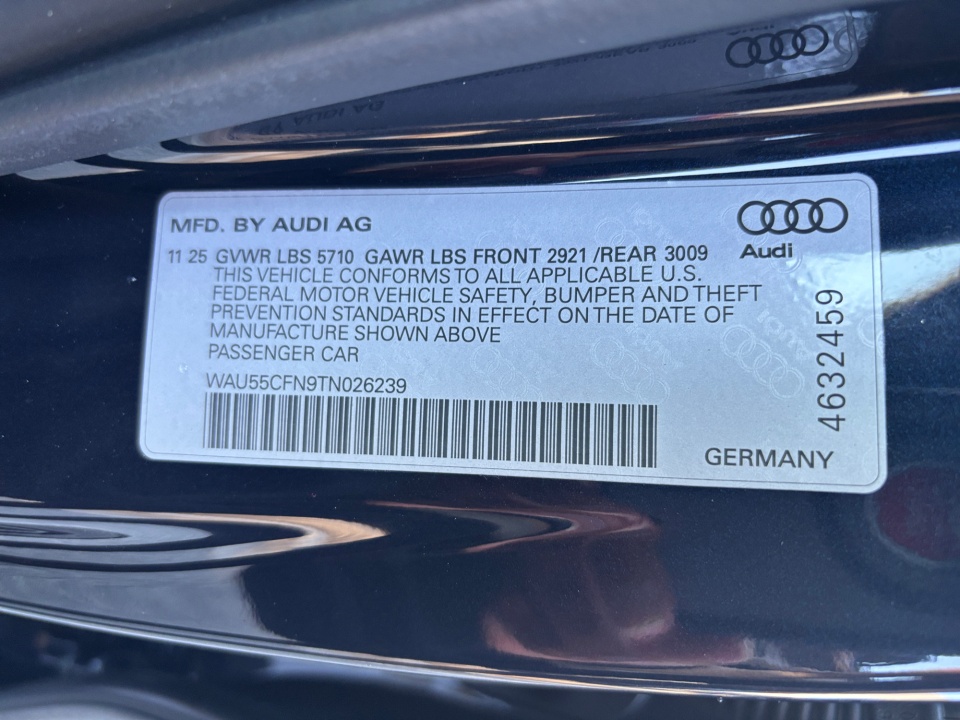 MFD. BY AUDI AG
Audi
11 25 GVWR LBS 5710 GAWR LBS FRONT 2921 /REAR 3009
THIS VEHICLE CONFORMS TO ALL APPLICABLE U.S.
FEDERAL MOTOR VEHICLE SAFETY, BUMPER AND THEFT
PREVENTION STANDARDS IN EFFECT ON THE DATE OF
MANUFACTURE SHOWN ABOVE
PASSENGER CAR
WAU55CFN9TN026239
GERMANY
4632459